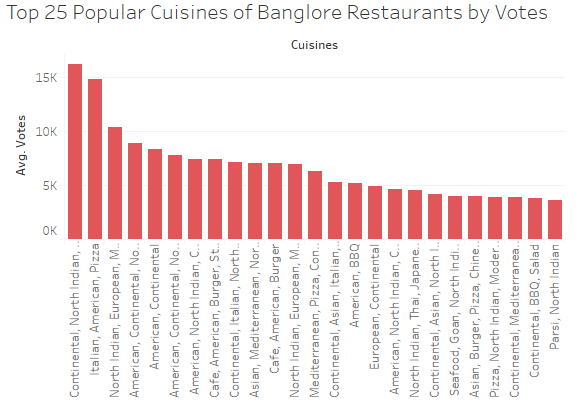 Top 25 Popular Cuisines of Banglore Restaurants by Votes
Cuisines
Avg. Votes
15K
10K
5K
0K
Continental, North Indian, ..
Italian, American, Pizza
North Indian, European, M..
American, Continental, No..
American, Continental
American, Continental, No..
American, North Indian, C..
Cafe, American, Burger, St..
Continental, Italian, North..
Asian, Mediterranean, Nor..
Cafe, American, Burger
North Indian, European, M..
Mediterranean, Pizza, Con..
Continental, Asian, Italian,..
American, BBQ
European, Continental
American, North Indian, C..
North Indian, Thai, Japane..
Continental, Asian, North I..
Seafood, Goan, North Indi..
Asian, Burger, Pizza, Chine..
Pizza, North Indian, Moder..
Continental, Mediterranea..
Continental, BBQ, Salad
Parsi, North Indian